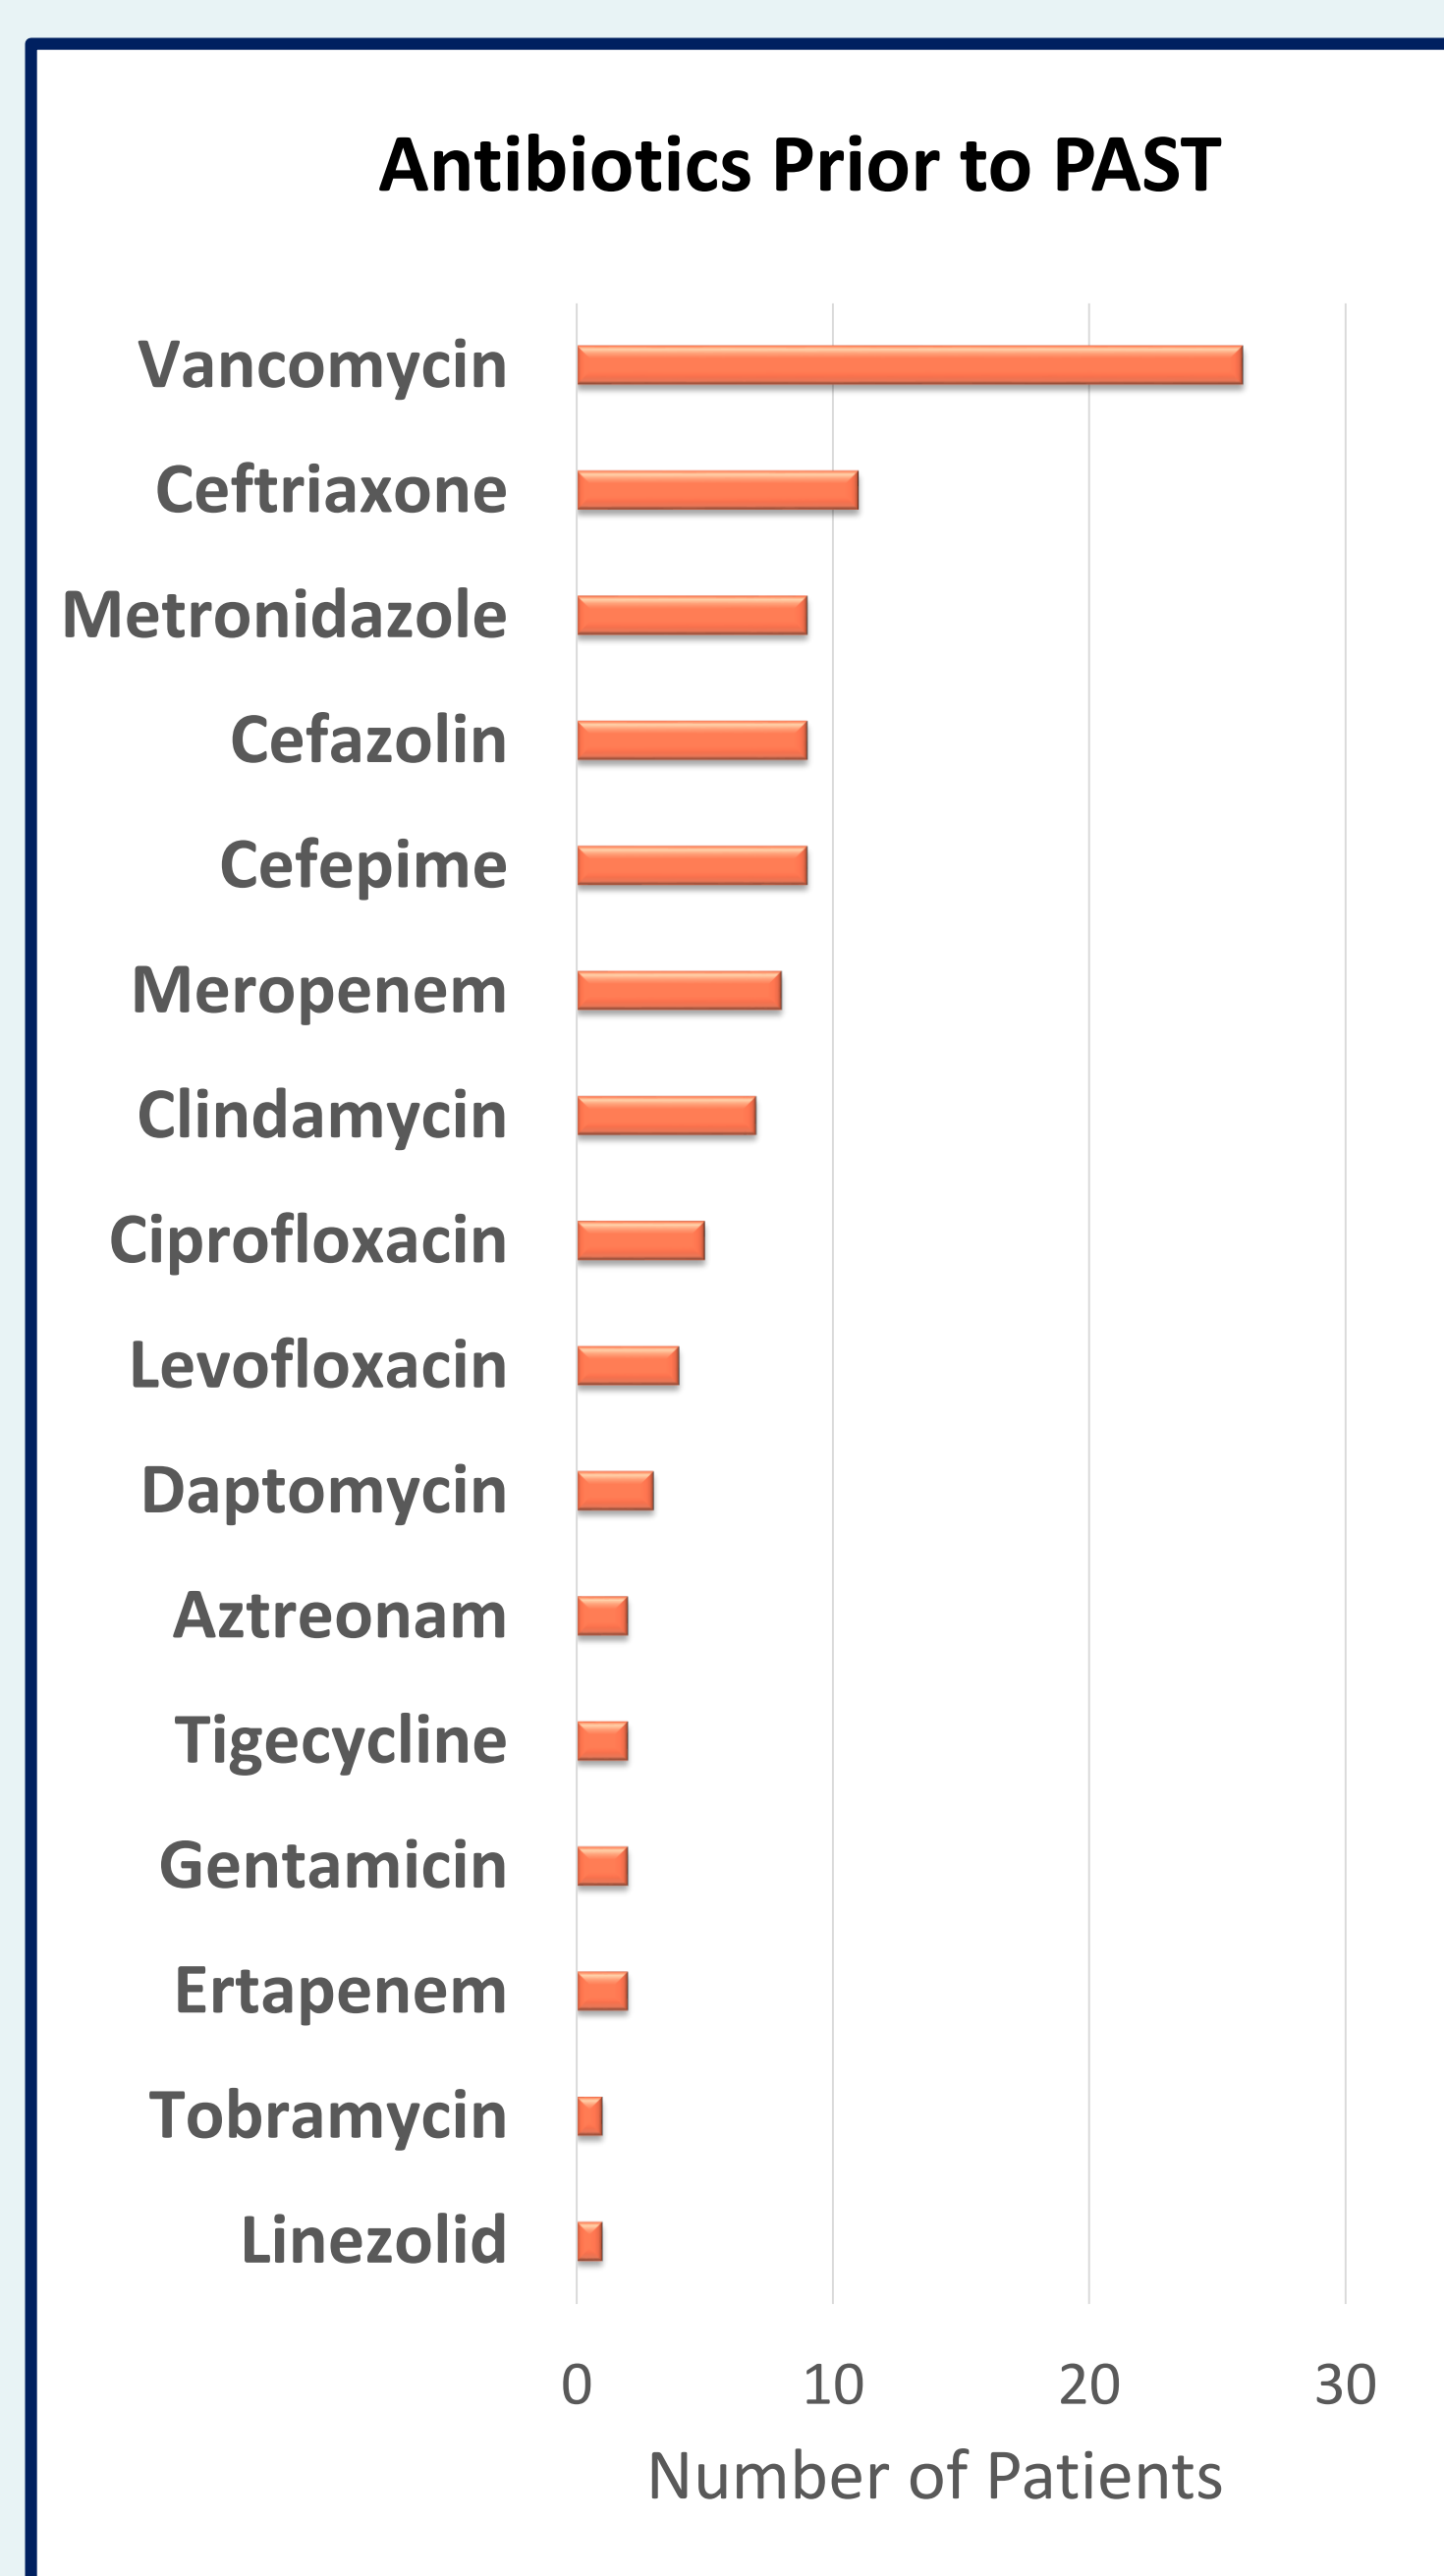 Antibiotics Prior to PAST
Vancomycin
Ceftriaxone
Metronidazole
Cefazolin
Cefepime
Meropenem
Clindamycin
Ciprofloxacin
Levofloxacin
Daptomycin
Aztreonam
Tigecycline
Gentamicin
Ertapenem
Tobramycin
Linezolid
0 10 20 30
Number of Patients